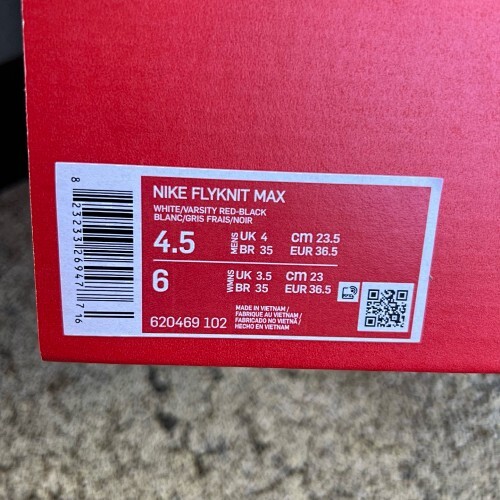 NIKE FLYKNIT MAX
WHITE/VARSITY RED-BLACK
BLANC/GRIS FRAIS/NOIR
4.5 MENS UK 4 cm 23.5
BR 35 EUR 36.5
6 WMNS UK 3.5 cm 23
BR 35 EUR 36.5
620469 102
MADE IN VIETNAM /
FABRIQUE AU VIETNAM /
FABRICADO NO VIETNÃ /
HECHO EN VIETNAM
8 23233 26947 7 16